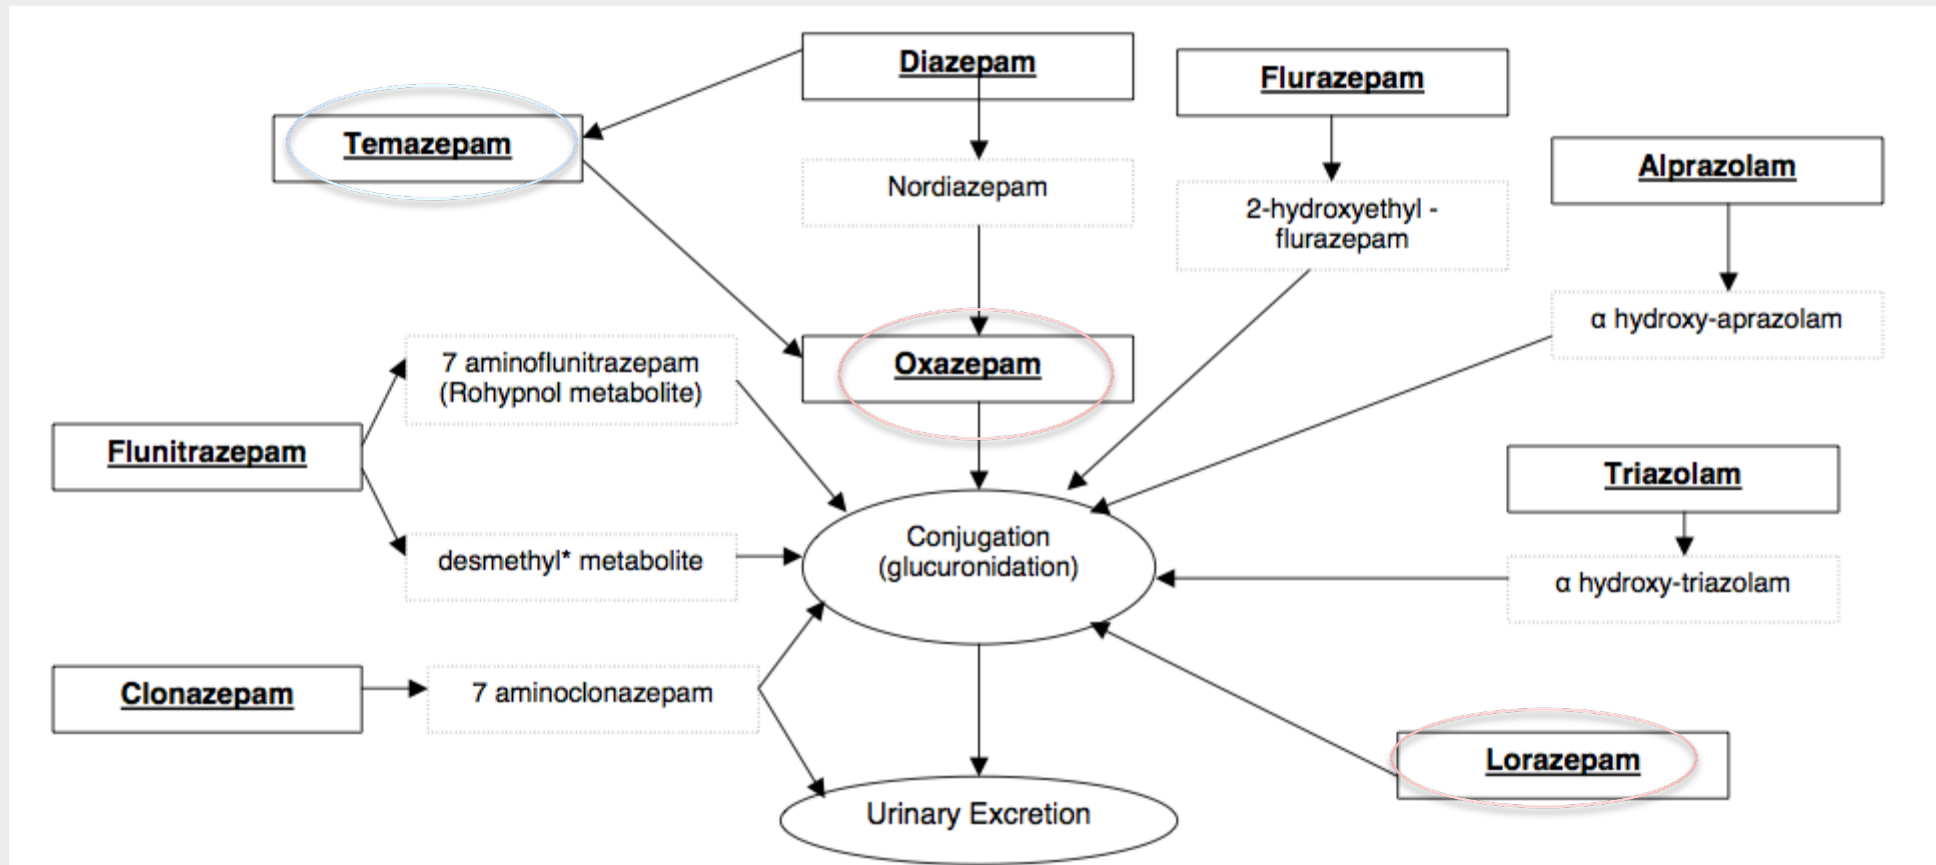 Diazepam
Flurazepam
Temazepam
Alprazolam
Nordiazepam
2-hydroxyethyl -
flurazepam
α hydroxy-aprazolam
7 aminoflunitrazepam
(Rohypnol metabolite)
Oxazepam
Flunitrazepam
Triazolam
Conjugation
(glucuronidation)
desmethyl* metabolite
α hydroxy-triazolam
Clonazepam
7 aminoclonazepam
Lorazepam
Urinary Excretion